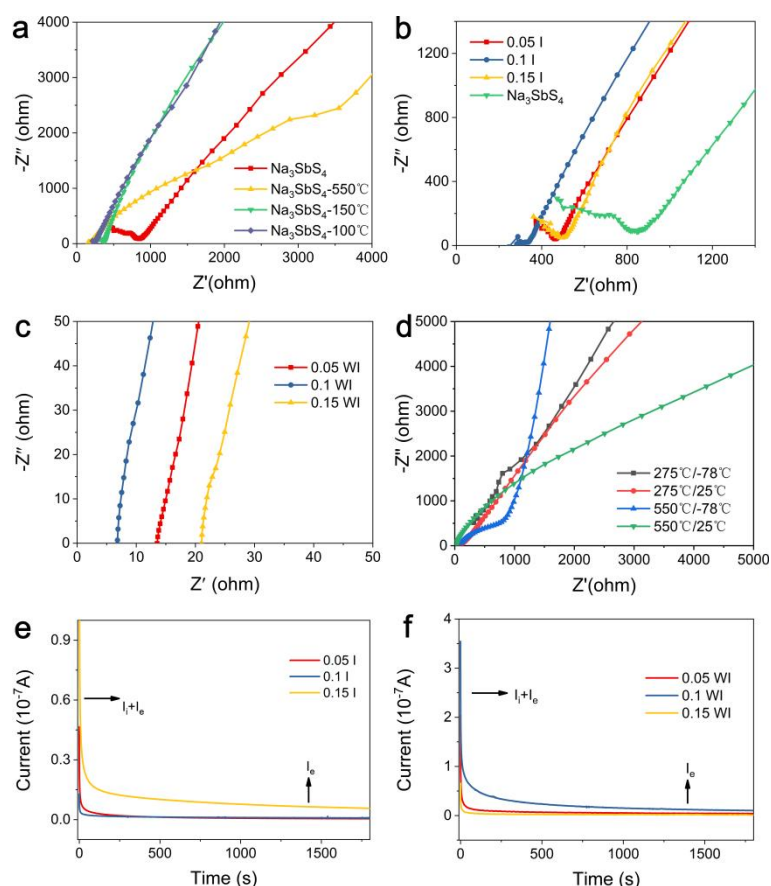 a
4000
3000
2000
1000
0
-Z″ (ohm)
Na₃SbS₄
Na₃SbS₄-550℃
Na₃SbS₄-150℃
Na₃SbS₄-100℃
0 1000 2000 3000 4000
Z'(ohm)
b
1200
800
400
0
-Z″ (ohm)
0.05 I
0.1 I
0.15 I
Na₃SbS₄
0 400 800 1200
Z'(ohm)
c
50
40
30
20
10
0
-Z″ (ohm)
0.05 WI
0.1 WI
0.15 WI
0 10 20 30 40 50
Z′ (ohm)
d
5000
4000
3000
2000
1000
0
-Z″ (ohm)
275℃/-78℃
275℃/25℃
550℃/-78℃
550℃/25℃
0 1000 2000 3000 4000 5000
Z'(ohm)
e
0.9
0.6
0.3
0.0
Current (10⁻⁷A)
0.05 I
0.1 I
0.15 I
Iᵢ+Iₑ
Iₑ
0 500 1000 1500
Time (s)
f
4
3
2
1
0
Current (10⁻⁷A)
0.05 WI
0.1 WI
0.15 WI
Iᵢ+Iₑ
Iₑ
0 500 1000 1500
Time (s)